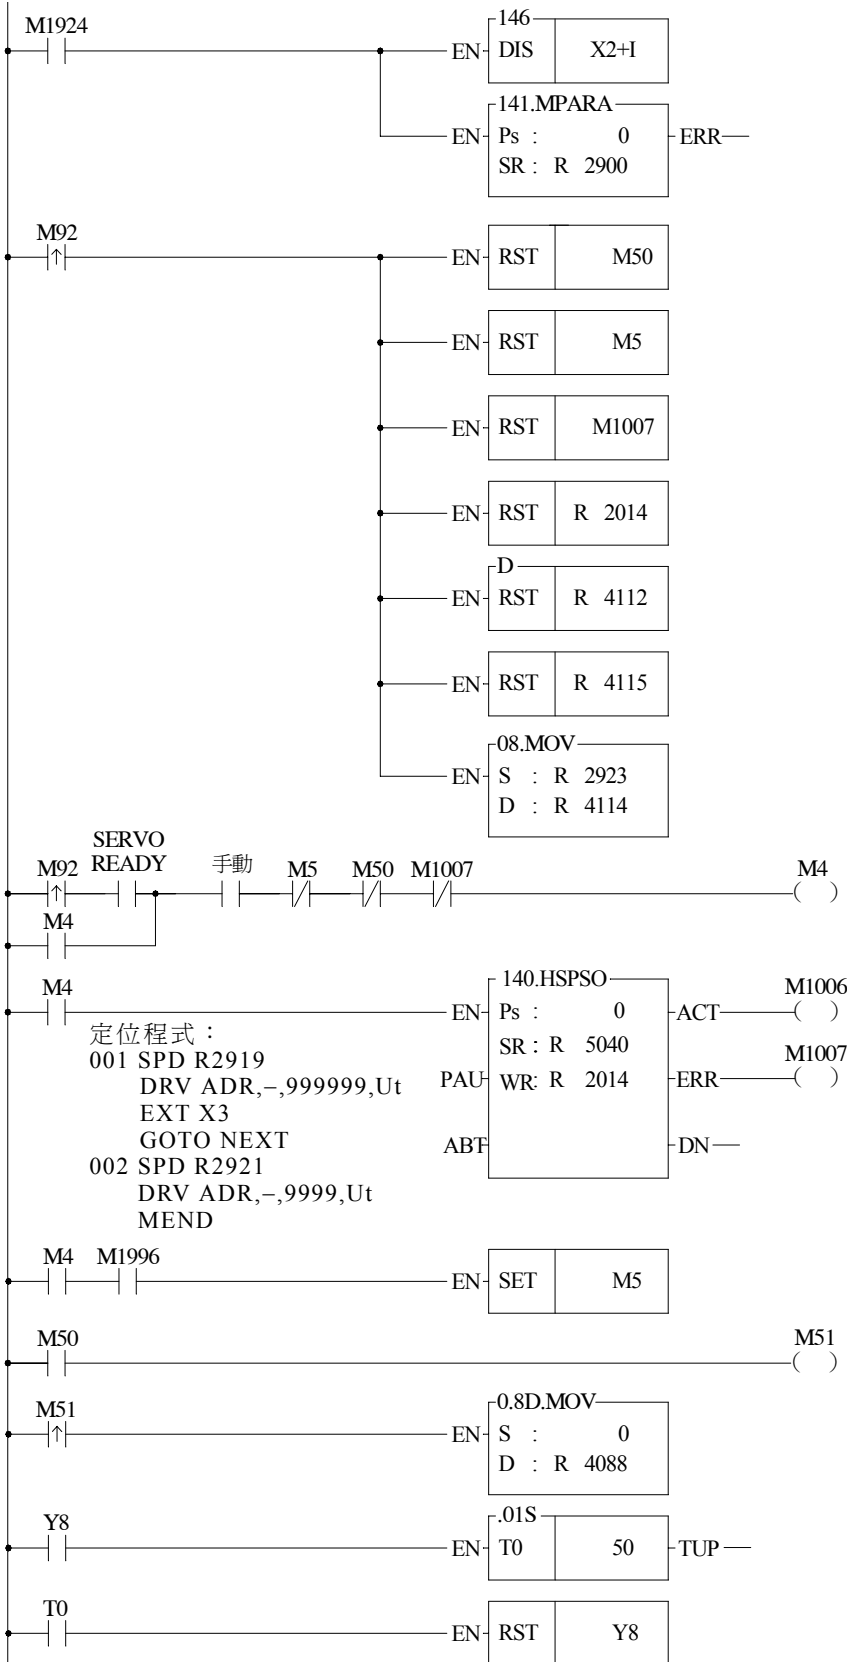 M1924
146
EN DIS X2+I
141.MPARA
EN Ps : 0 ERR
SR : R 2900
M92
EN RST M50
EN RST M5
EN RST M1007
EN RST R 2014
D
EN RST R 4112
EN RST R 4115
08.MOV
EN S : R 2923
D : R 4114
SERVO
M92 READY 手動 M5 M50 M1007 M4
M4
M4 140.HSPSO M1006
EN Ps : 0 ACT ( )
定位程式：
SR : R 5040 M1007
001 SPD R2919
PAU WR: R 2014 ERR ( )
DRV ADR,–,999999,Ut
EXT X3
GOTO NEXT
ABT DN
002 SPD R2921
DRV ADR,–,9999,Ut
MEND
M4 M1996
EN SET M5
M50 M51
( )
M51
0.8D.MOV
EN S : 0
D : R 4088
Y8
.01S
EN T0 50 TUP
T0
EN RST Y8